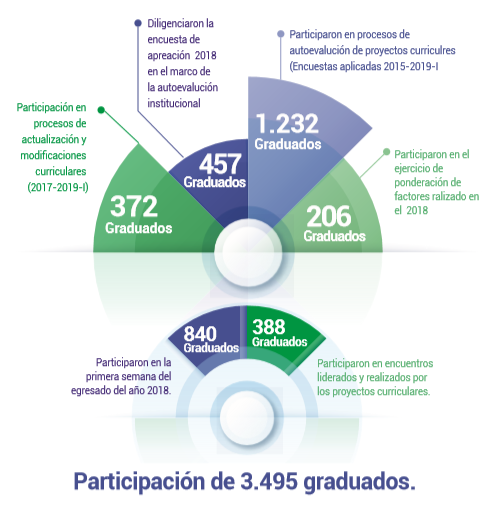 Diligenciaron la
encuesta de
apreación 2018
en el marco de
la autoevalución
institucional
Participaron en procesos de
autoevalución de proyectos curriculres
(Encuestas aplicadas 2015-2019-I
Participación en
procesos de
actualización y
modificaciones
curriculares
(2017-2019-I)
1.232
Graduados
457
Graduados
Participaron en el
ejercicio de
ponderación de
factores ralizado en
el 2018
372
Graduados
206
Graduados
840
Graduados
388
Graduados
Participaron en la
primera semana del
egresado del año 2018.
Participaron en encuentros
liderados y realizados por
los proyectos curriculares.
Participación de 3.495 graduados.